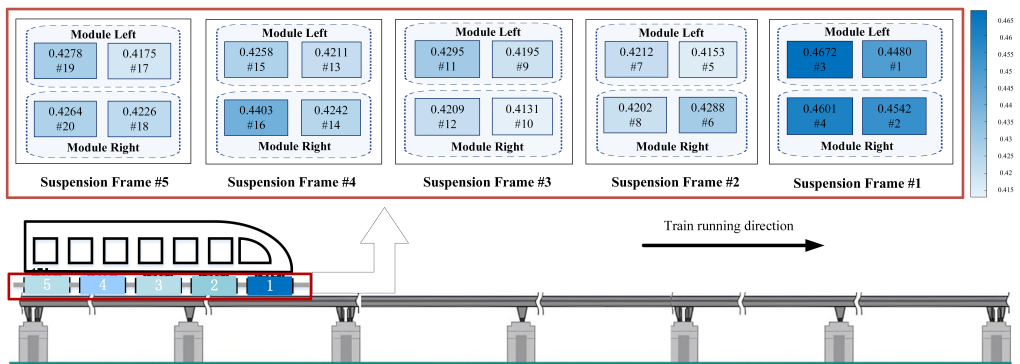 Module Left
0.4278 0.4175
#19 #17
0.4264 0.4226
#20 #18
Module Right
Suspension Frame #5
Module Left
0.4258 0.4211
#15 #13
0.4403 0.4242
#16 #14
Module Right
Suspension Frame #4
Module Left
0.4295 0.4195
#11 #9
0.4209 0.4131
#12 #10
Module Right
Suspension Frame #3
Module Left
0.4212 0.4153
#7 #5
0.4202 0.4288
#8 #6
Module Right
Suspension Frame #2
Module Left
0.4672 0.4480
#3 #1
0.4601 0.4542
#4 #2
Module Right
Suspension Frame #1
0.465
0.46
0.455
0.45
0.445
0.44
0.435
0.43
0.425
0.42
0.415
Train running direction
5 4 3 2 1